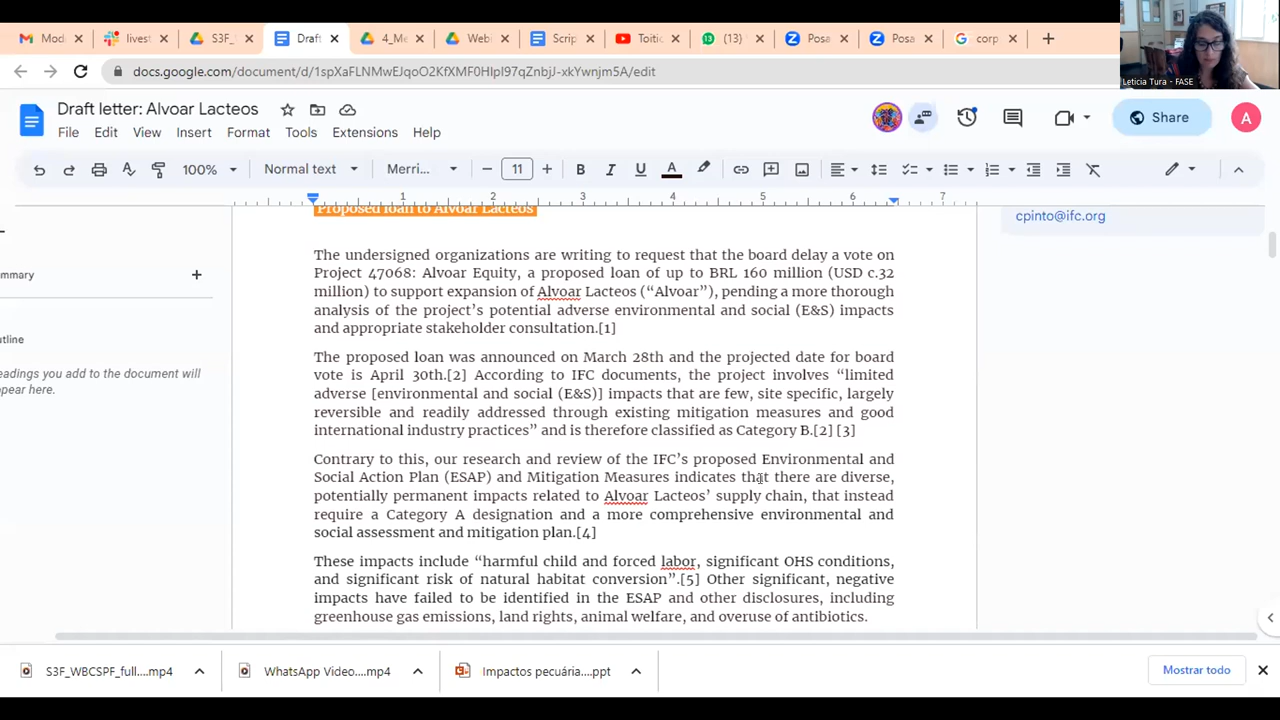 Mod
livest
S3F_
Draft
4_Me
Web
Scrip
Toitic
(13)
Posa
Posa
corp
docs.google.com/document/d/1spXaFLNMwEJqoO2KfXMF0HIpI97qZnbjJ-xkYwnjm5A/edit
Leticia Tura - FASE
Draft letter: Alvoar Lacteos
File Edit View Insert Format Tools Extensions Help
Share
A
100% Normal text Merri... 11 B I U A
1 2 3 4 5 6 7
Proposed loan to Alvoar Lacteos
cpinto@ifc.org
The undersigned organizations are writing to request that the board delay a vote on
Project 47068: Alvoar Equity, a proposed loan of up to BRL 160 million (USD c.32
million) to support expansion of Alvoar Lacteos (“Alvoar”), pending a more thorough
analysis of the project’s potential adverse environmental and social (E&S) impacts
and appropriate stakeholder consultation.[1]
The proposed loan was announced on March 28th and the projected date for board
vote is April 30th.[2] According to IFC documents, the project involves “limited
adverse [environmental and social (E&S)] impacts that are few, site specific, largely
reversible and readily addressed through existing mitigation measures and good
international industry practices” and is therefore classified as Category B.[2] [3]
Contrary to this, our research and review of the IFC’s proposed Environmental and
Social Action Plan (ESAP) and Mitigation Measures indicates that there are diverse,
potentially permanent impacts related to Alvoar Lacteos’ supply chain, that instead
require a Category A designation and a more comprehensive environmental and
social assessment and mitigation plan.[4]
These impacts include “harmful child and forced labor, significant OHS conditions,
and significant risk of natural habitat conversion”.[5] Other significant, negative
impacts have failed to be identified in the ESAP and other disclosures, including
greenhouse gas emissions, land rights, animal welfare, and overuse of antibiotics.
mmary
utline
eadings you add to the document will
pear here.
S3F_WBCSPF_full....mp4
WhatsApp Video....mp4
Impactos pecuária....ppt
Mostrar todo